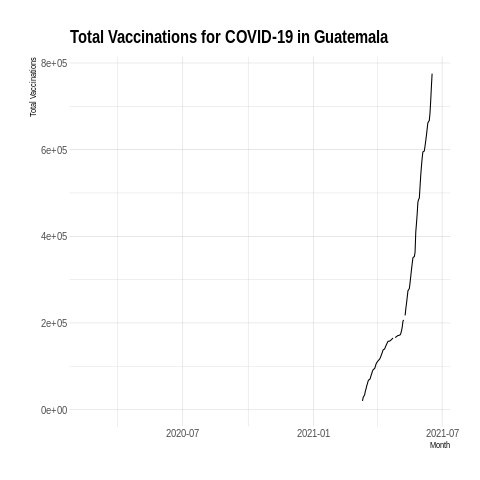 Total Vaccinations for COVID-19 in Guatemala
Total Vaccinations
8e+05
6e+05
4e+05
2e+05
0e+00
2020-07
2021-01
2021-07
Month